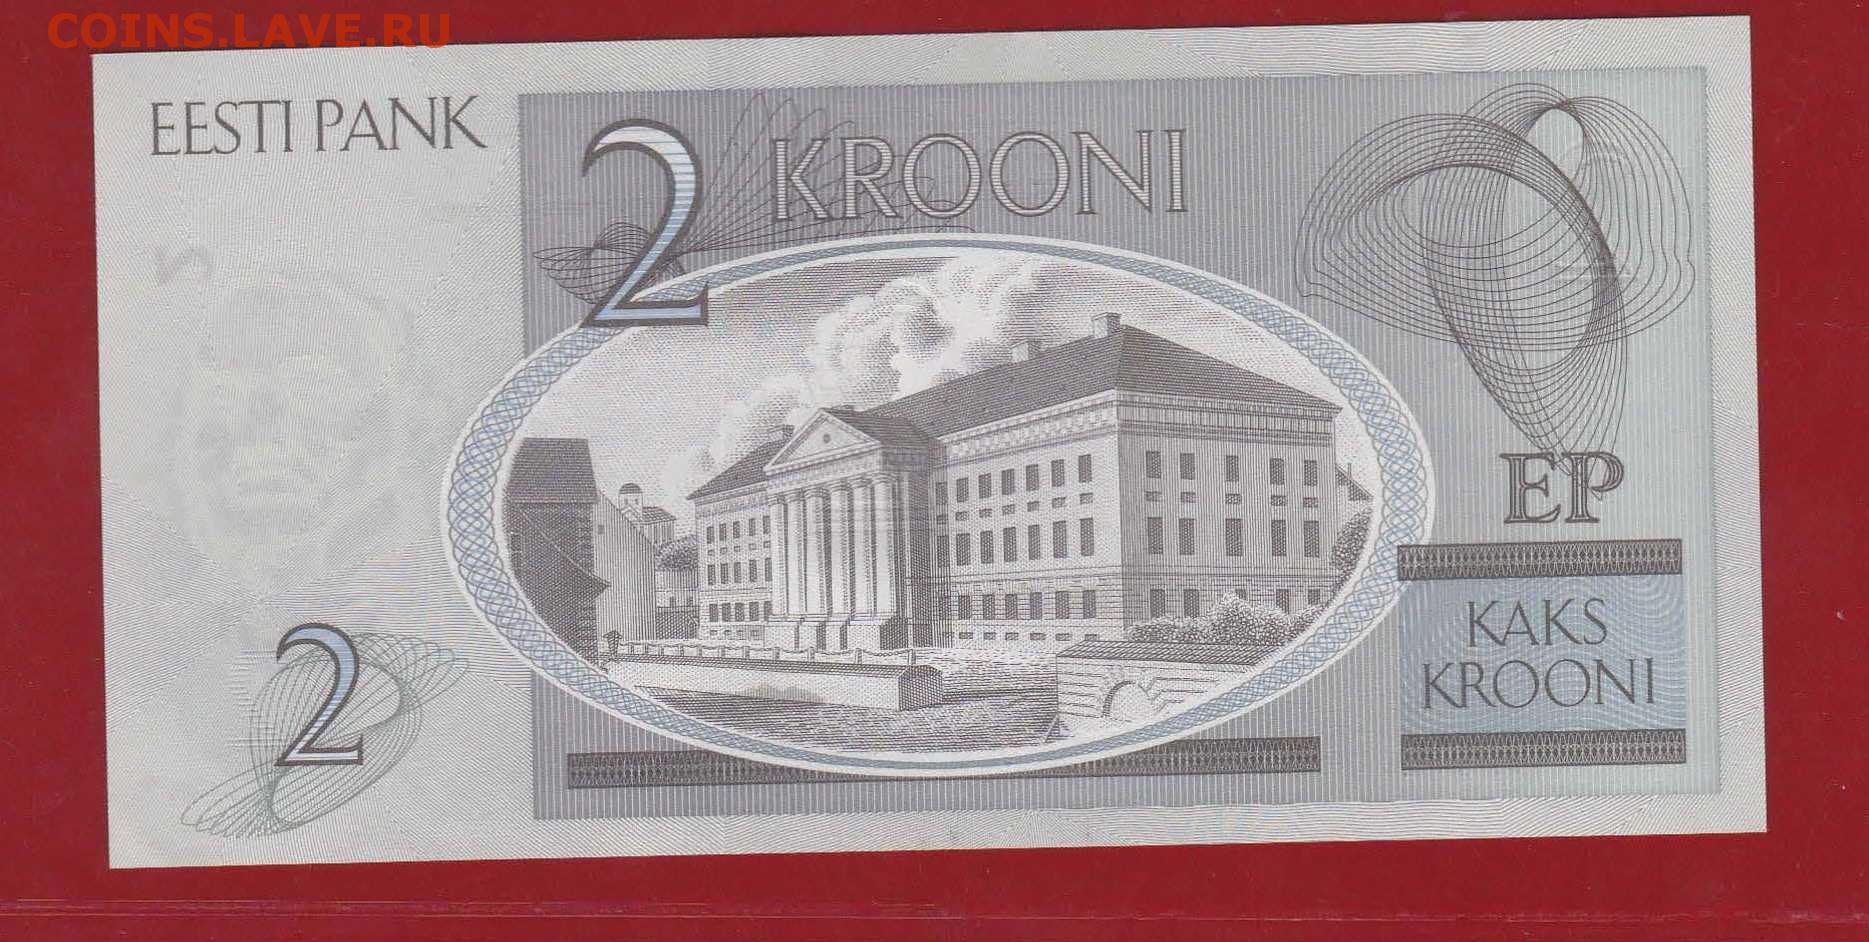 COINS.LAVE.RU
EESTI PANK
2 KROONI
EP
KAKS
KROONI
2